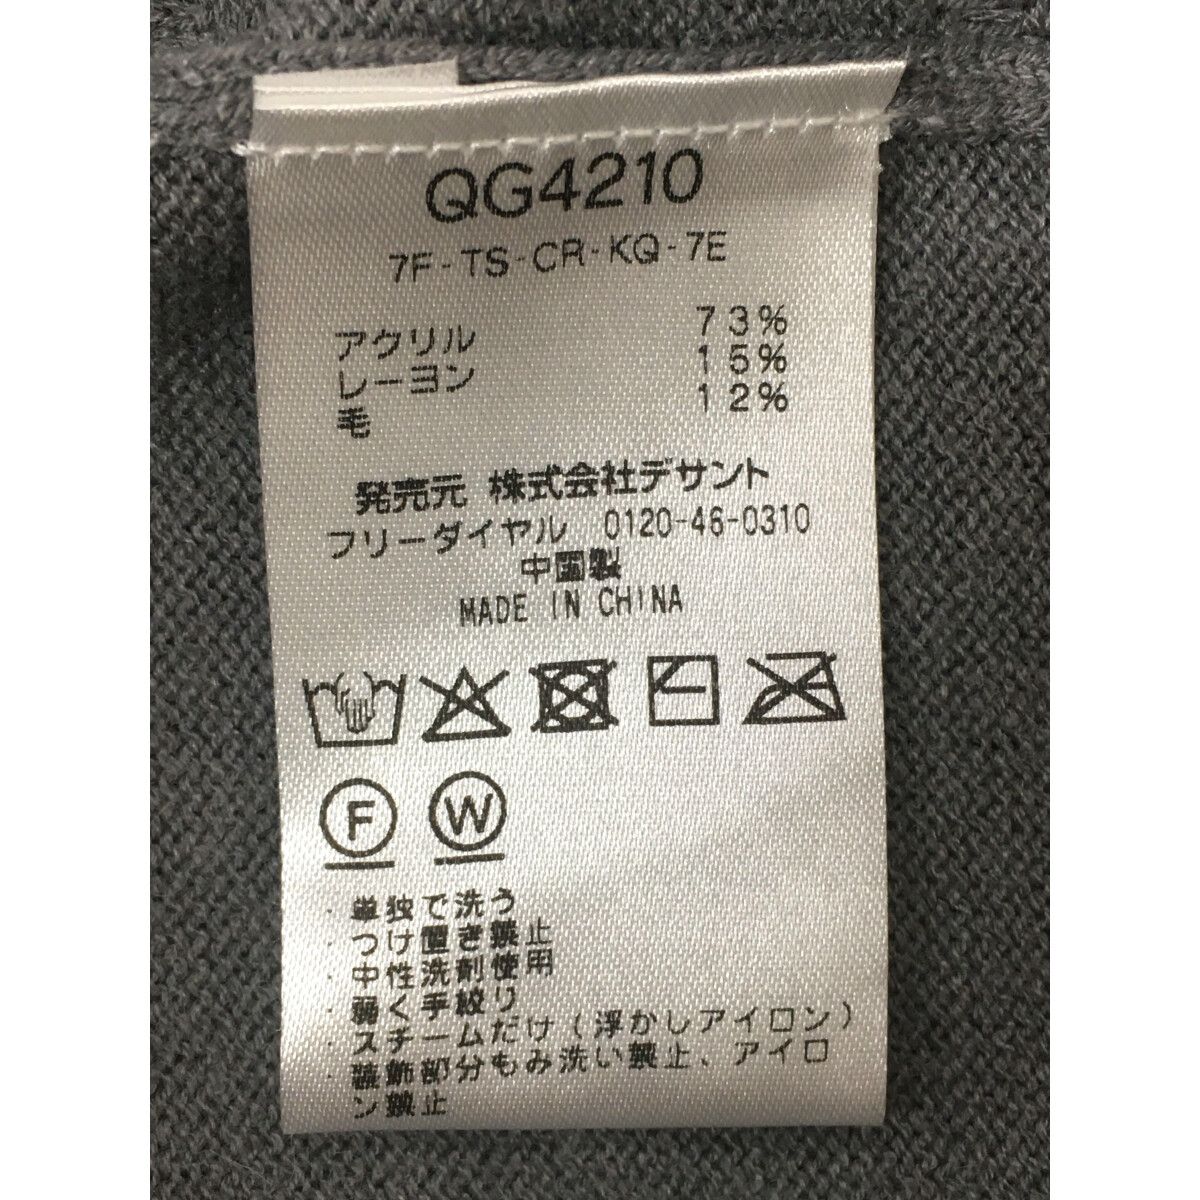 QG4210
7F-TS-CR-KQ-7E
アクリル 73%
レーヨン 15%
毛 12%
発売元 株式会社デサント
フリーダイヤル 0120-46-0310
中国製
MADE IN CHINA
F W
・単独で洗う
・つけ置き禁止
・中性洗剤使用
・弱く手絞り
・スチームだけ(浮かしアイロン)
・装飾部分もみ洗い禁止、アイロ
ン禁止